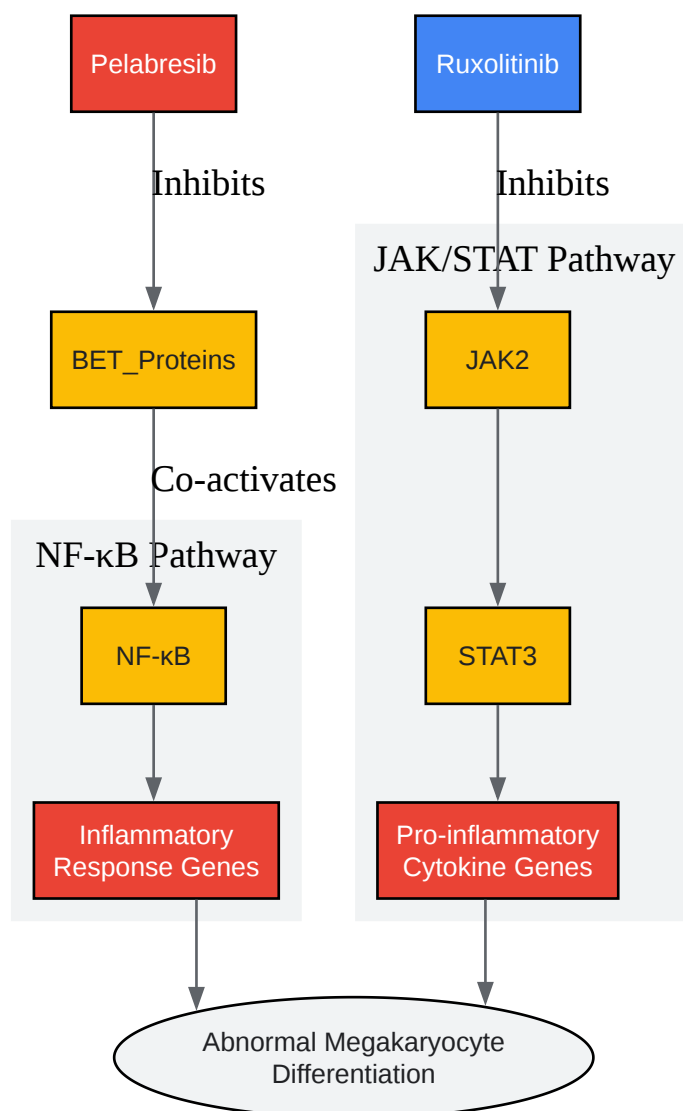 Pelabresib
Ruxolitinib
Inhibits
Inhibits
JAK/STAT Pathway
BET_Proteins
JAK2
Co-activates
NF-κB Pathway
NF-κB
STAT3
Inflammatory
Response Genes
Pro-inflammatory
Cytokine Genes
Abnormal Megakaryocyte
Differentiation